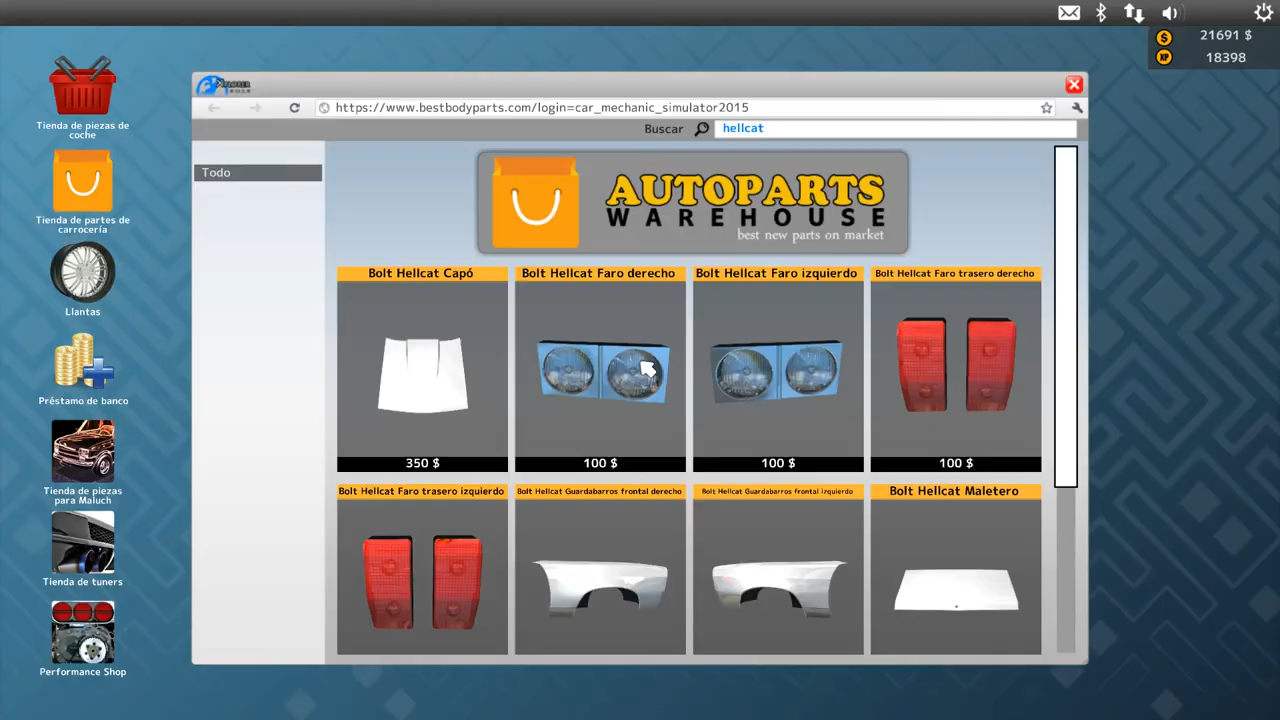 21691 $
18398
Tienda de piezas de
coche
Tienda de partes de
carrocería
Llantas
Préstamo de banco
Tienda de piezas
para Maluch
Tienda de tuners
Performance Shop
https://www.bestbodyparts.com/login=car_mechanic_simulator2015
Buscar
hellcat
Todo
AUTOPARTS
WAREHOUSE
best new parts on market
Bolt Hellcat Capó
350 $
Bolt Hellcat Faro derecho
100 $
Bolt Hellcat Faro izquierdo
100 $
Bolt Hellcat Faro trasero derecho
100 $
Bolt Hellcat Faro trasero izquierdo
Bolt Hellcat Guardabarros frontal derecho
Bolt Hellcat Guardabarros frontal izquierdo
Bolt Hellcat Maletero